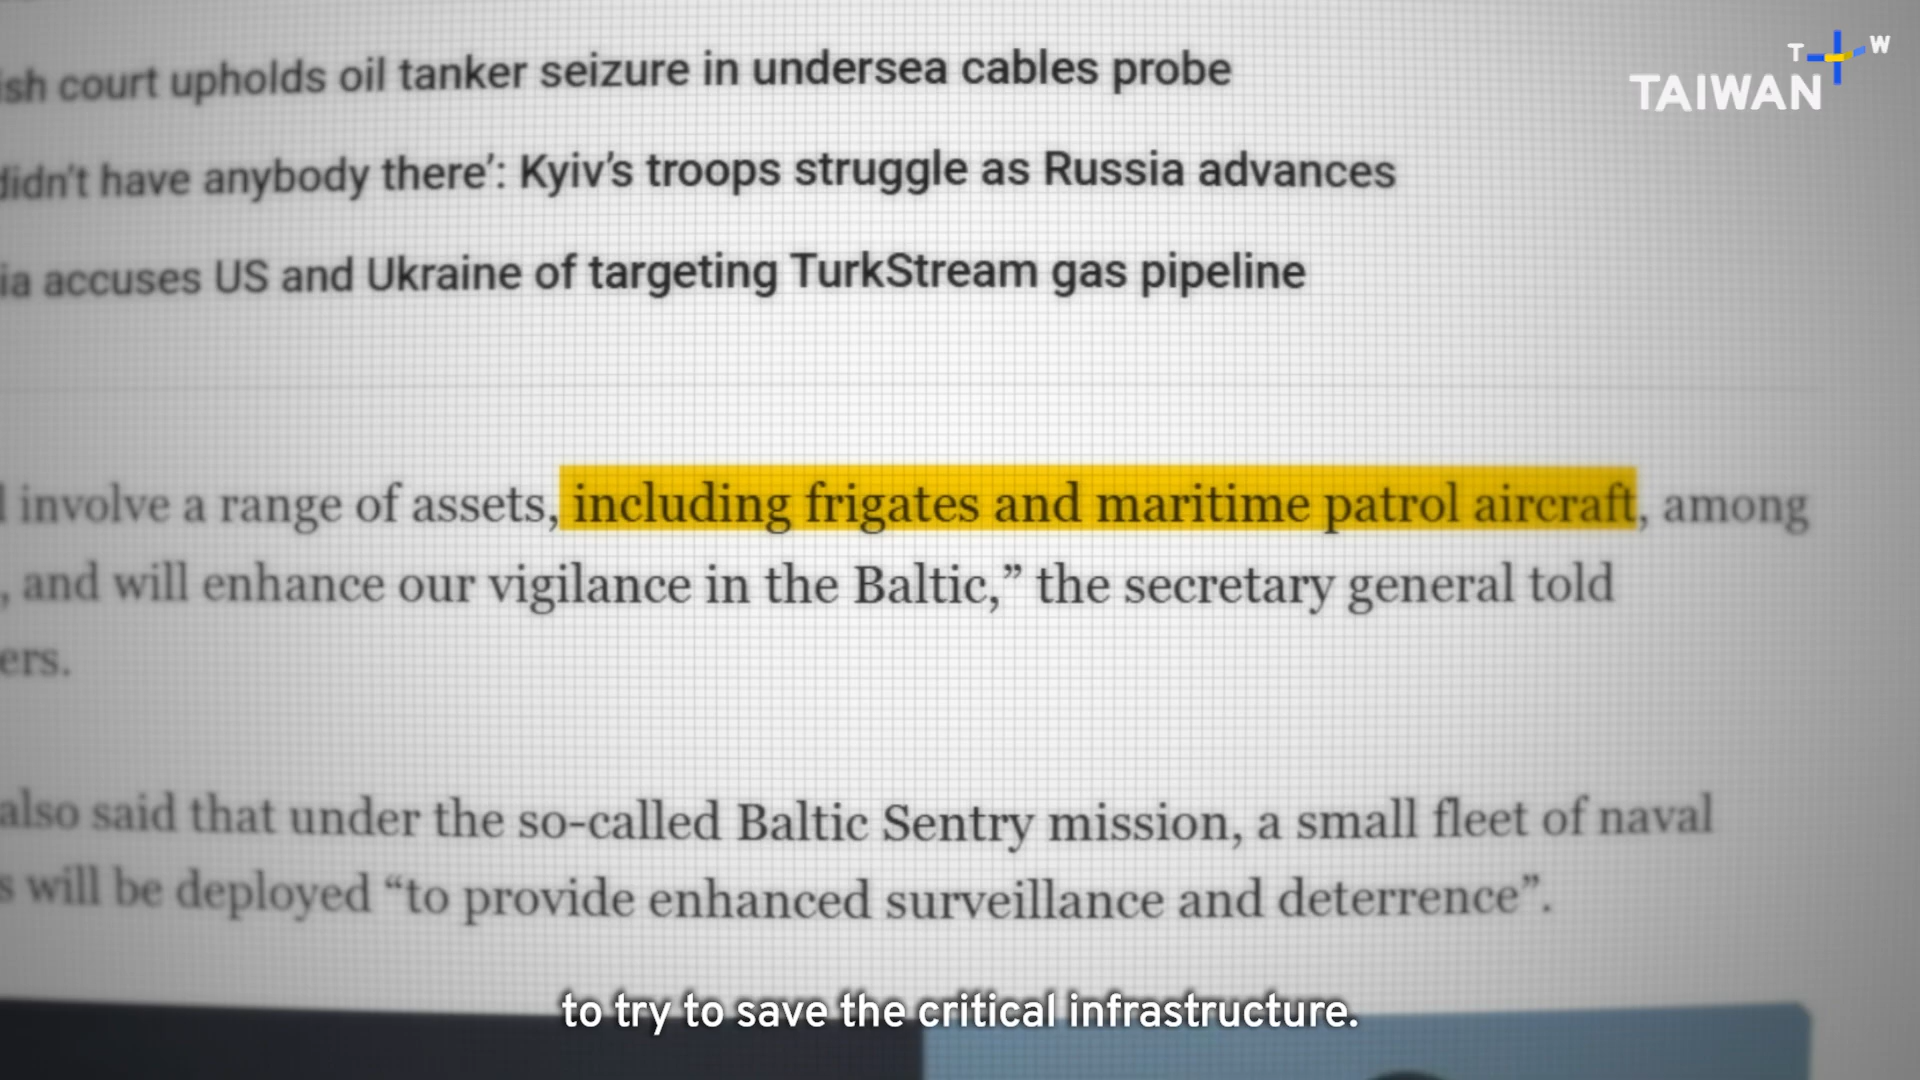 ish court upholds oil tanker seizure in undersea cables probe
T W
TAIWAN
didn't have anybody there’: Kyiv’s troops struggle as Russia advances
ia accuses US and Ukraine of targeting TurkStream gas pipeline
involve a range of assets, including frigates and maritime patrol aircraft, among
, and will enhance our vigilance in the Baltic,” the secretary general told
ers.
also said that under the so-called Baltic Sentry mission, a small fleet of naval
s will be deployed “to provide enhanced surveillance and deterrence”.
to try to save the critical infrastructure.